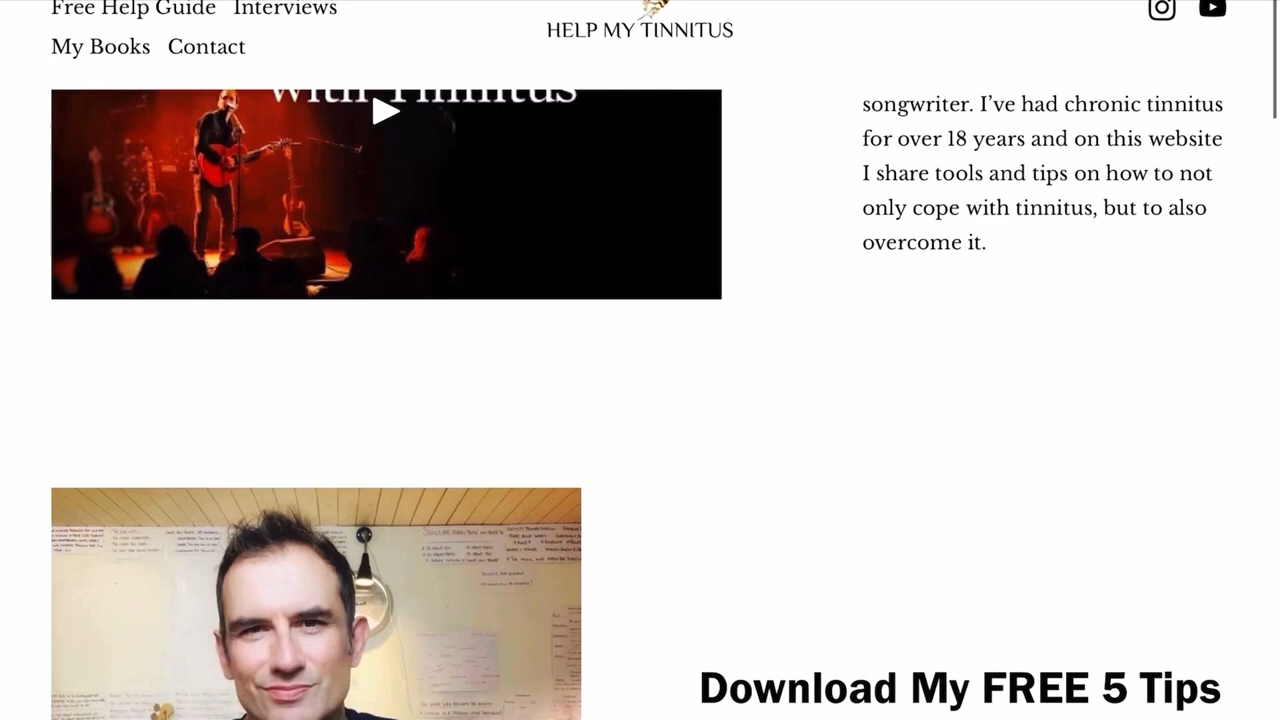 Free Help Guide Interviews
My Books Contact
HELP MY TINNITUS
with Tinnitus
songwriter. I’ve had chronic tinnitus
for over 18 years and on this website
I share tools and tips on how to not
only cope with tinnitus, but to also
overcome it.
Download My FREE 5 Tips